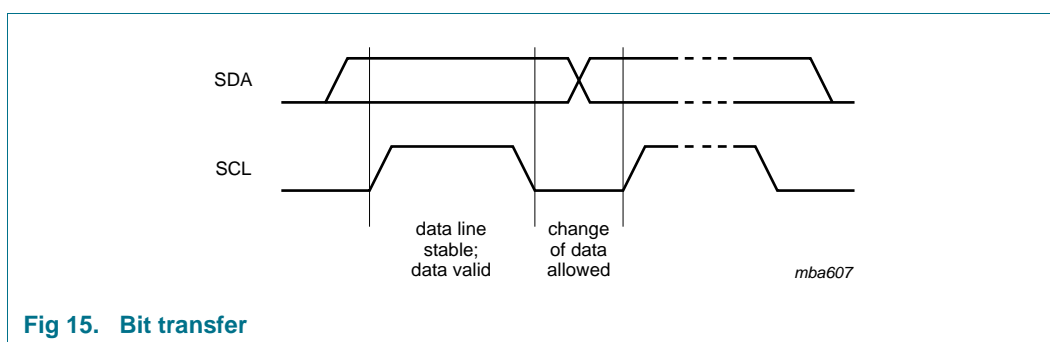 SDA
SCL
data line
stable;
data valid
change
of data
allowed
mba607
Fig 15. Bit transfer